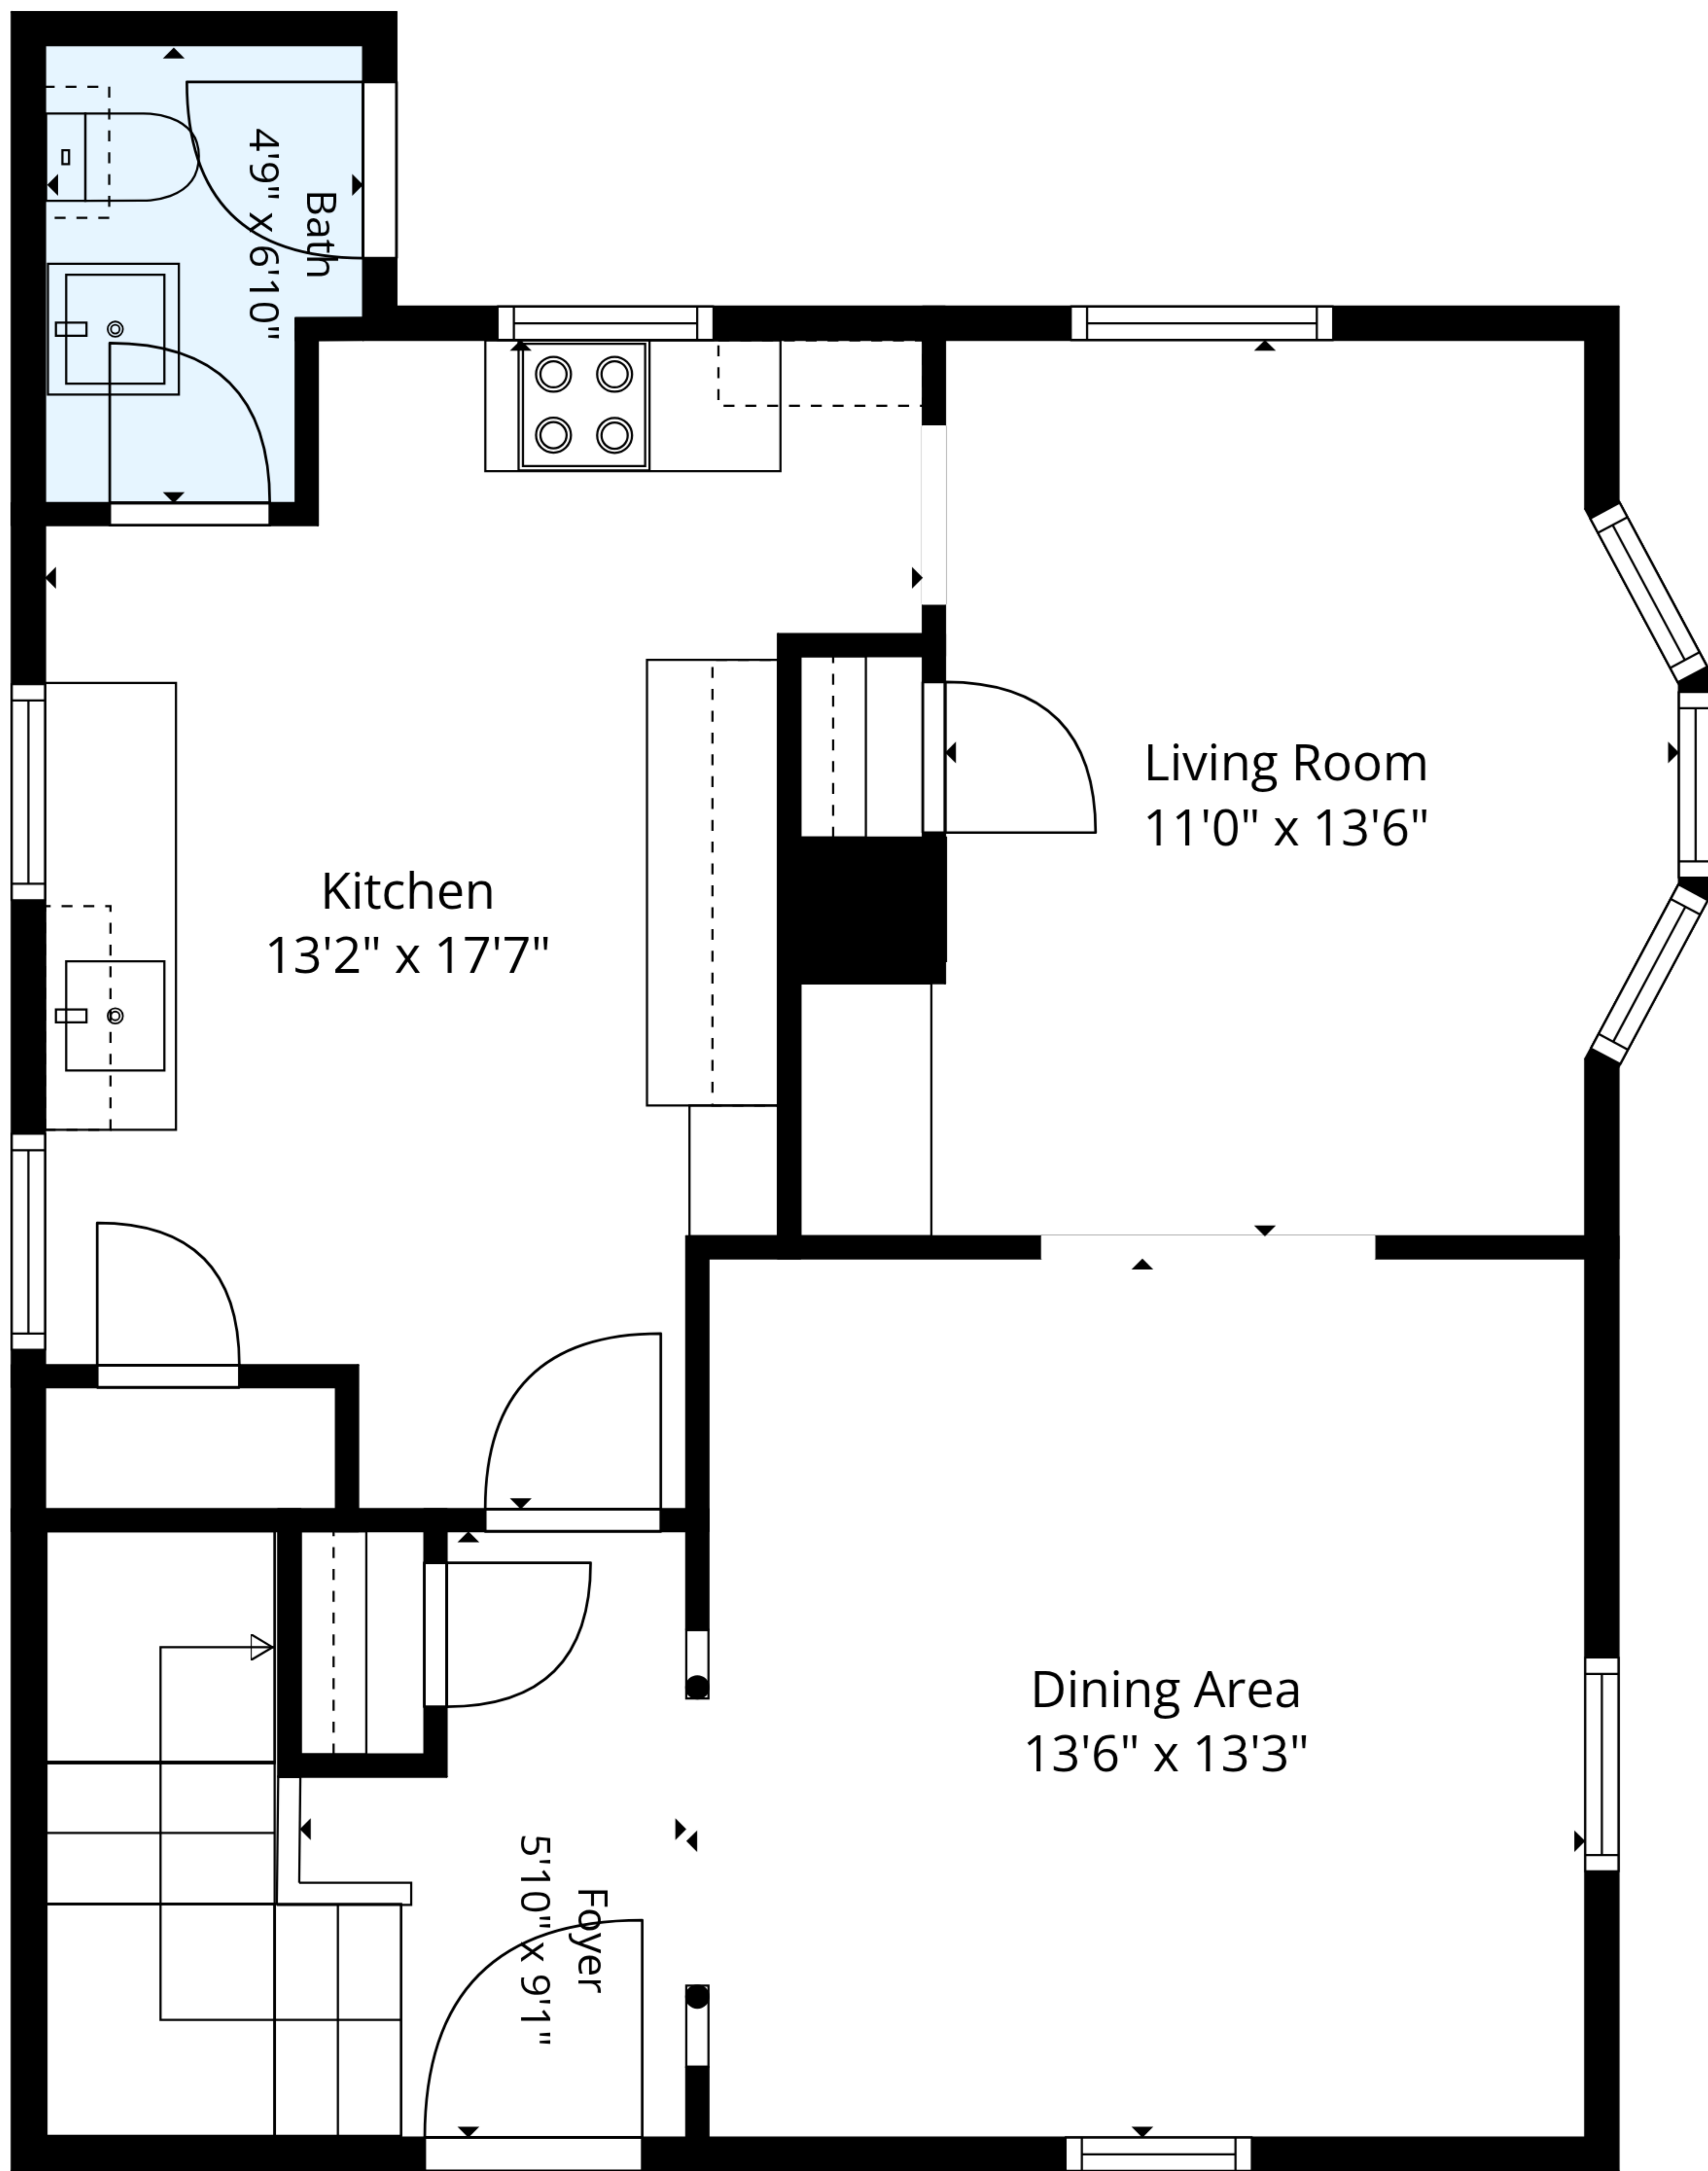 Bath
4'9" x 6'10"
Living Room
11'0" x 13'6"
Kitchen
13'2" x 17'7"
Dining Area
13'6" x 13'3"
Foyer
5'10" x 9'1"